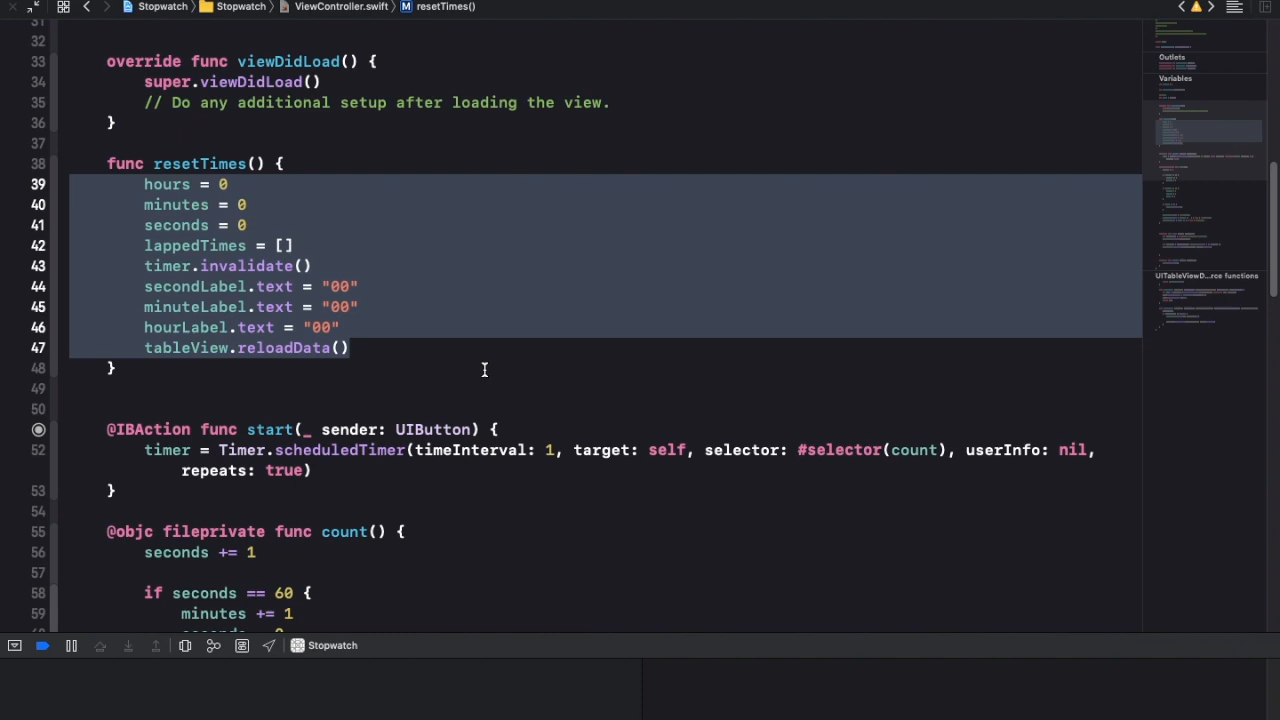 Stopwatch > Stopwatch > ViewController.swift > M resetTimes()
31
32
33 override func viewDidLoad() {
34 super.viewDidLoad()
35 // Do any additional setup after loading the view.
36 }
37
38 func resetTimes() {
39 hours = 0
40 minutes = 0
41 seconds = 0
42 lappedTimes = []
43 timer.invalidate()
44 secondLabel.text = "00"
45 minuteLabel.text = "00"
46 hourLabel.text = "00"
47 tableView.reloadData()
48 }
49
50
@IBAction func start(_ sender: UIButton) {
52 timer = Timer.scheduledTimer(timeInterval: 1, target: self, selector: #selector(count), userInfo: nil,
repeats: true)
53 }
54
55 @objc fileprivate func count() {
56 seconds += 1
57
58 if seconds == 60 {
59 minutes += 1
Outlets
Variables
UITableViewD...rce functions
Stopwatch